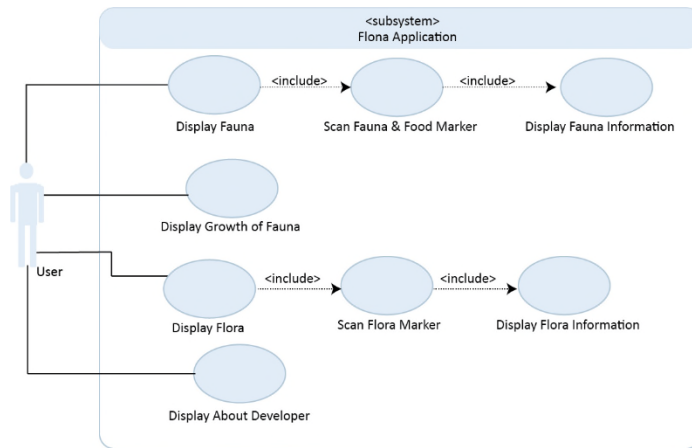 <subsystem>
Flona Application
<include>
<include>
Display Fauna
Scan Fauna & Food Marker
Display Fauna Information
Display Growth of Fauna
User
<include>
<include>
Display Flora
Scan Flora Marker
Display Flora Information
Display About Developer